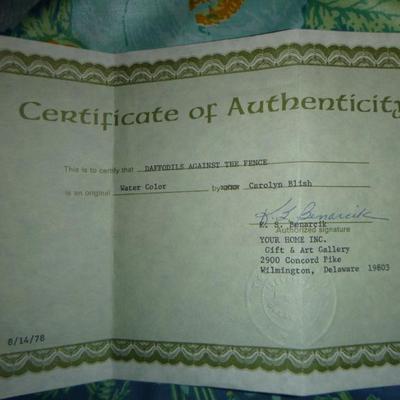 Certificate of Authenticity
This is to certify that DAFFODILS AGAINST THE FENCE
is an original Water Color by Carolyn Blish
K S Benarcik
K. S. Benarcik
Authorized signature
YOUR HOME INC.
Gift & Art Gallery
2900 Concord Pike
Wilmington, Delaware 19803
8/14/78